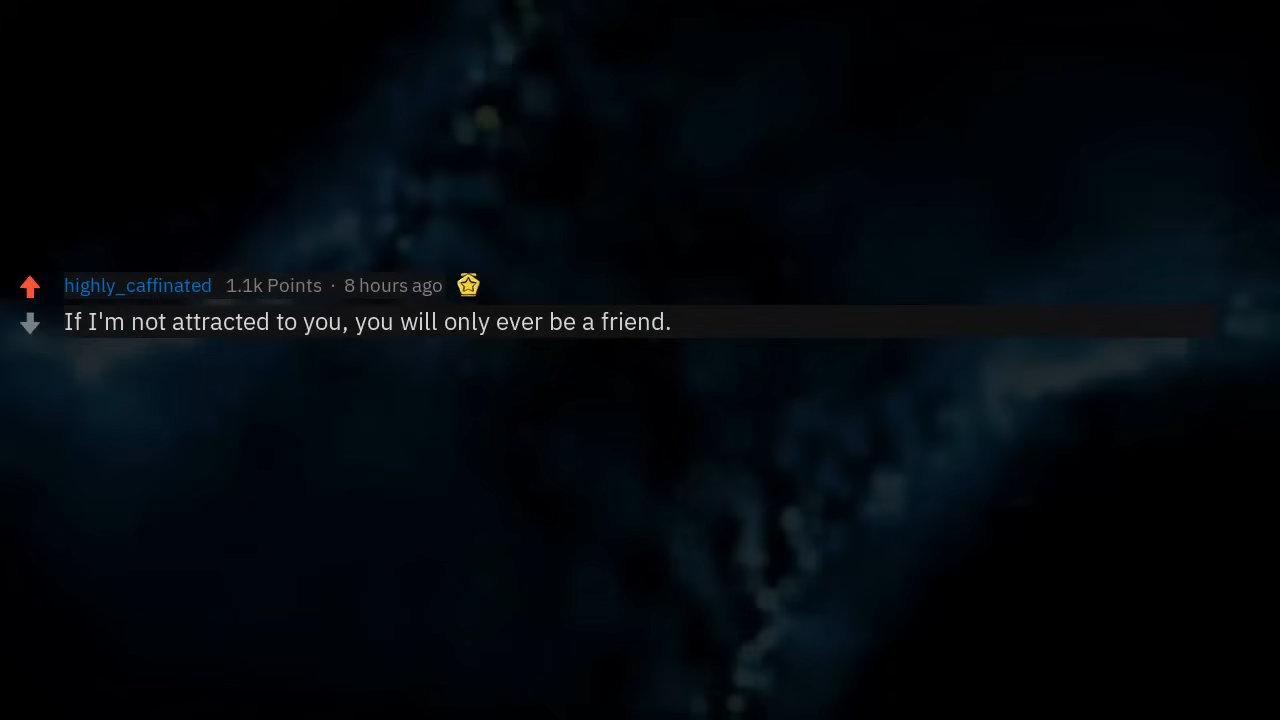 highly_caffinated 1.1k Points · 8 hours ago
If I'm not attracted to you, you will only ever be a friend.